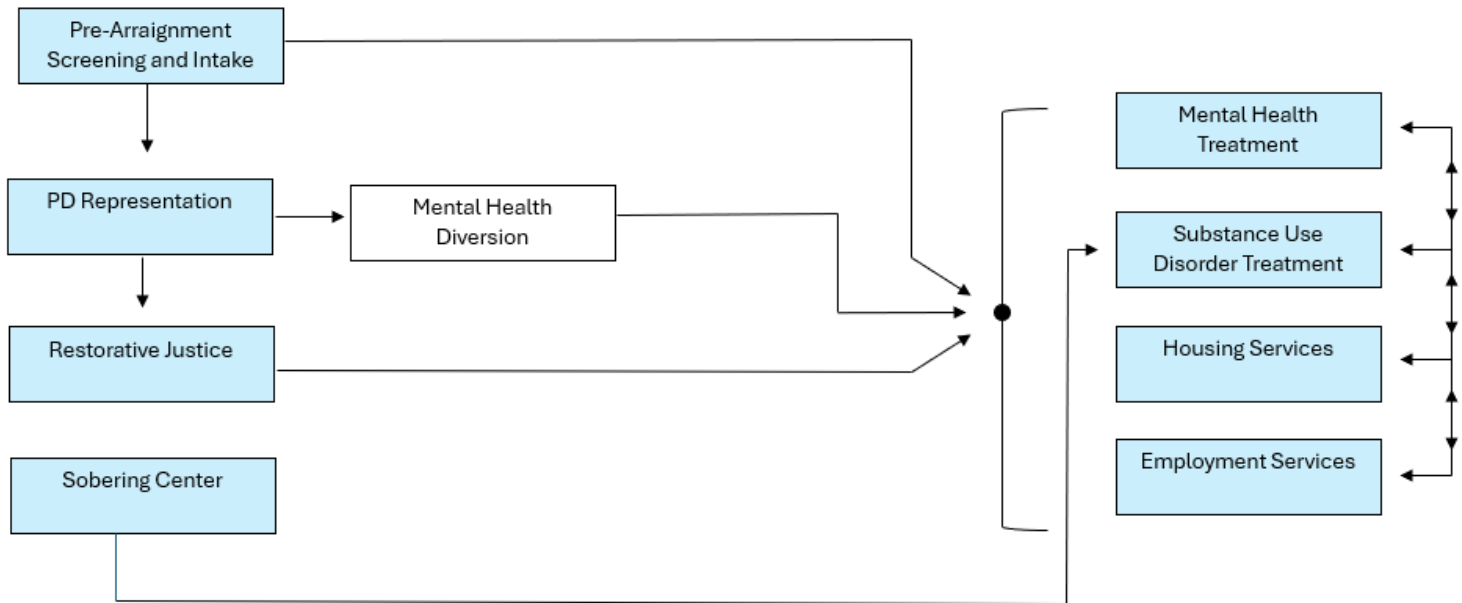 Pre-Arraignment
Screening and Intake
PD Representation
Mental Health
Diversion
Restorative Justice
Sobering Center
Mental Health
Treatment
Substance Use
Disorder Treatment
Housing Services
Employment Services